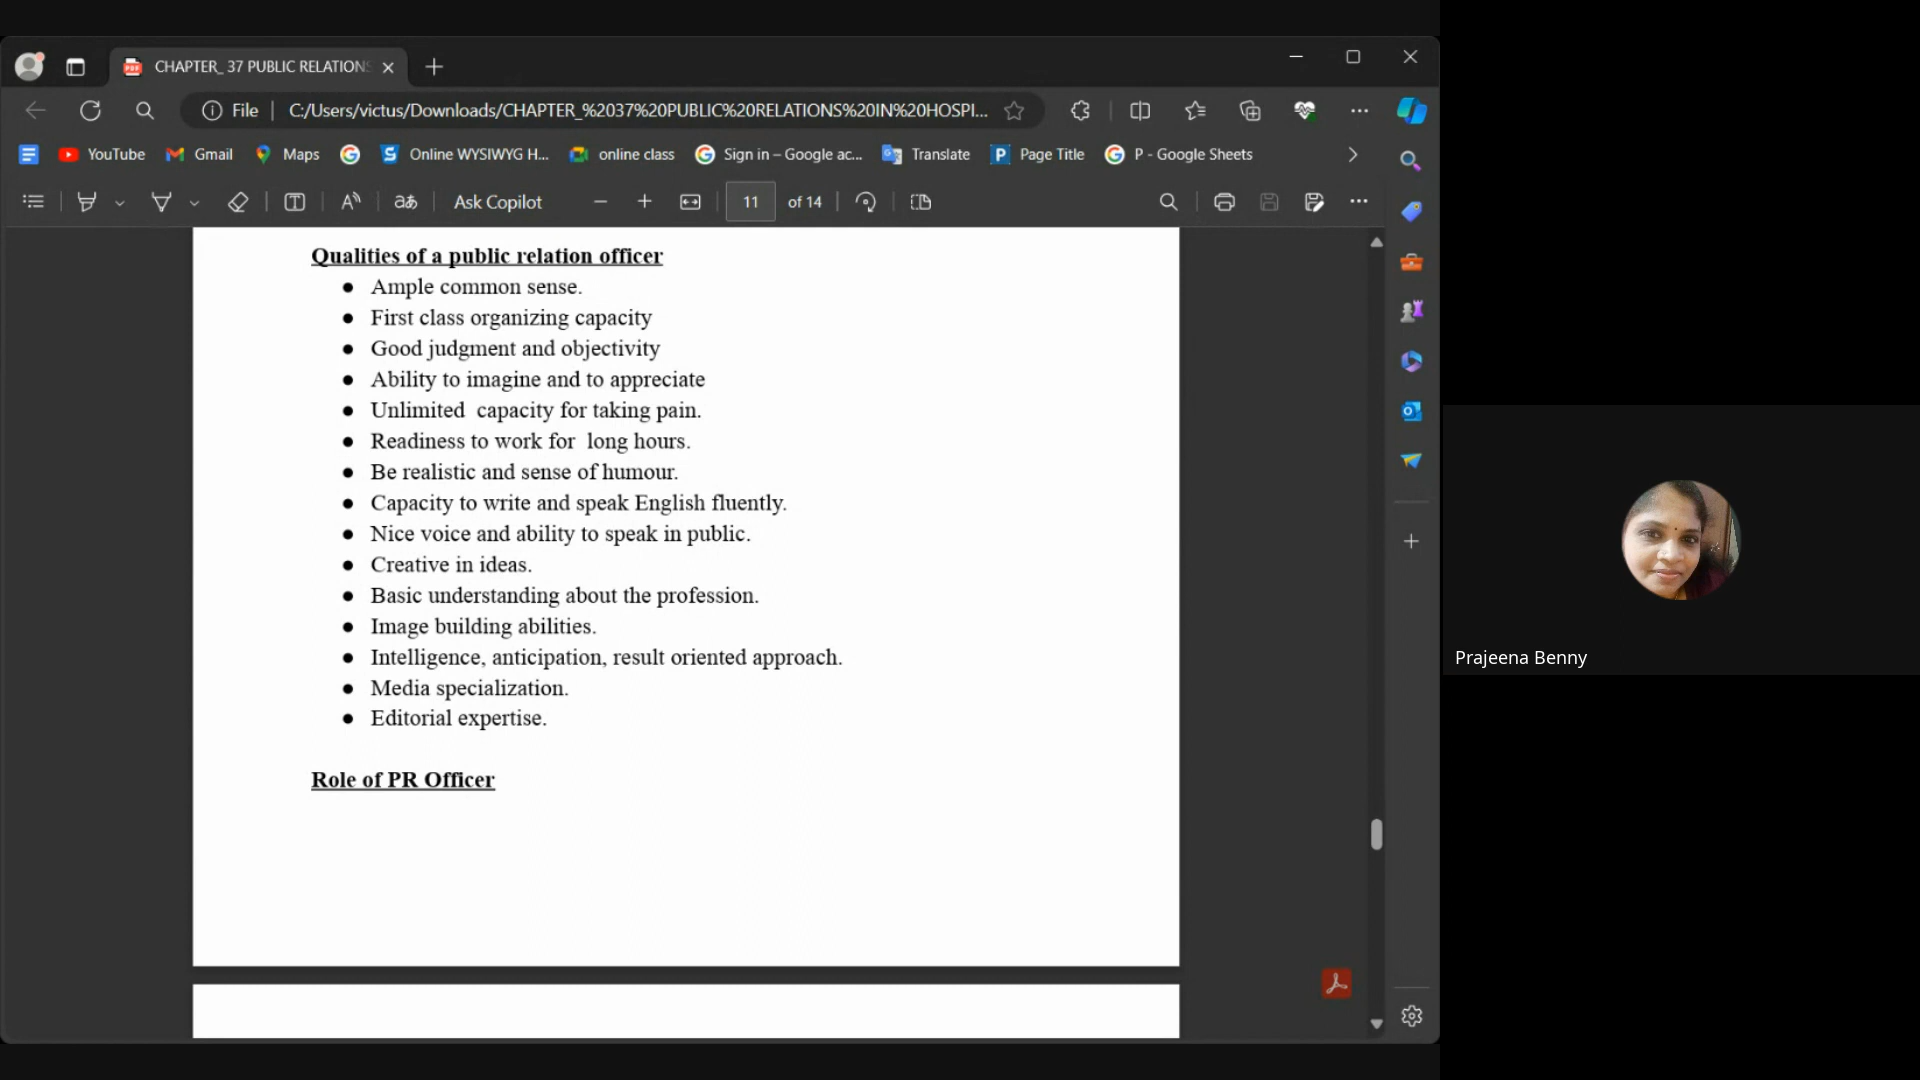 CHAPTER_ 37 PUBLIC RELATIONS
File
C:/Users/victus/Downloads/CHAPTER_%2037%20PUBLIC%20RELATIONS%20IN%20HOSPI...
YouTube
Gmail
Maps
Online WYSIWYG H...
online class
Sign in – Google ac...
Translate
Page Title
P - Google Sheets
Ask Copilot
11
of 14
Qualities of a public relation officer
● Ample common sense.
● First class organizing capacity
● Good judgment and objectivity
● Ability to imagine and to appreciate
● Unlimited  capacity for taking pain.
● Readiness to work for  long hours.
● Be realistic and sense of humour.
● Capacity to write and speak English fluently.
● Nice voice and ability to speak in public.
● Creative in ideas.
● Basic understanding about the profession.
● Image building abilities.
● Intelligence, anticipation, result oriented approach.
● Media specialization.
● Editorial expertise.
Role of PR Officer
Prajeena Benny